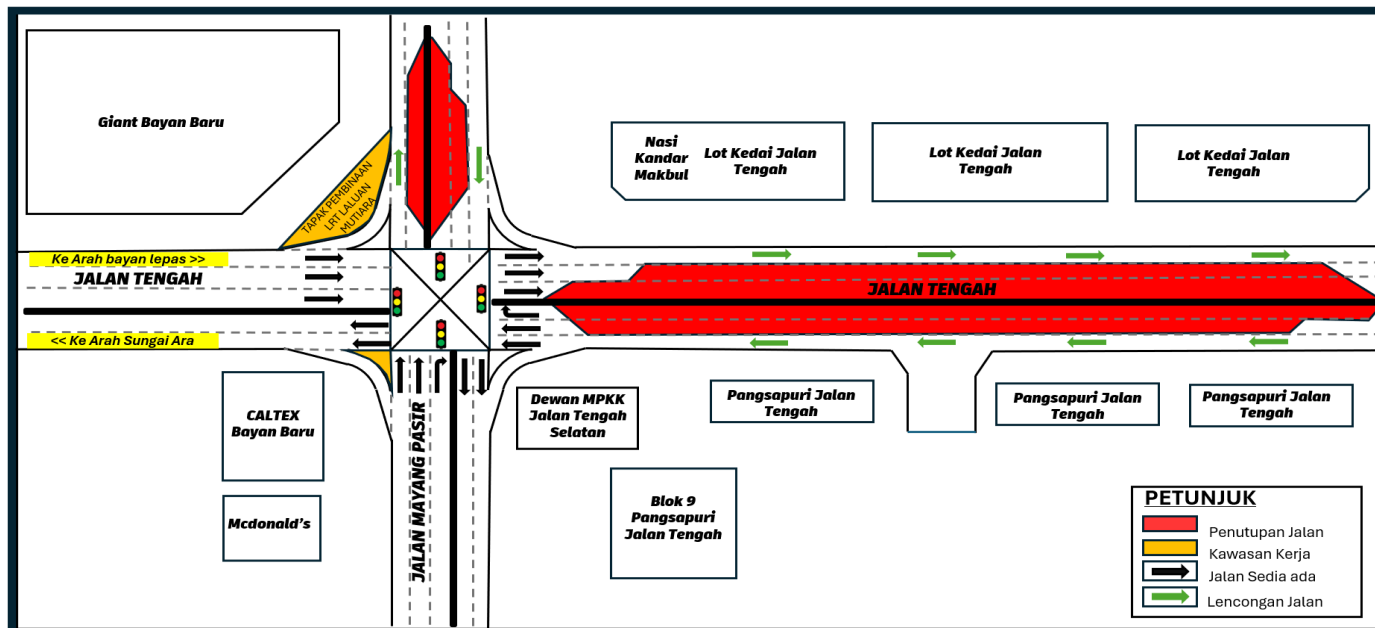 Giant Bayan Baru
TAPAK PEMBINAAN
LRT LALUAN
MUTIARA
Nasi
Kandar
Makbul
Lot Kedai Jalan
Tengah
Lot Kedai Jalan
Tengah
Lot Kedai Jalan
Tengah
Ke Arah bayan lepas >>
JALAN TENGAH
JALAN TENGAH
<< Ke Arah Sungai Ara
CALTEX
Bayan Baru
Mcdonald's
JALAN MAYANG PASIR
Dewan MPKK
Jalan Tengah
Selatan
Pangsapuri Jalan
Tengah
Pangsapuri Jalan
Tengah
Pangsapuri Jalan
Tengah
Blok 9
Pangsapuri
Jalan Tengah
PETUNJUK
Penutupan Jalan
Kawasan Kerja
Jalan Sedia ada
Lencongan Jalan